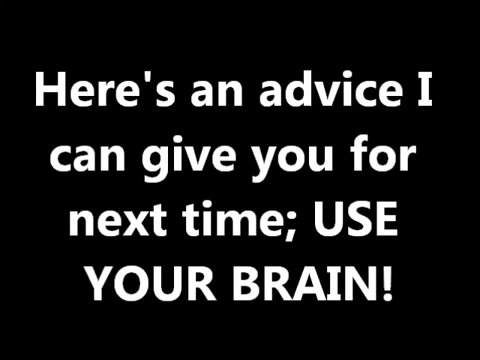 Here's an advice I
can give you for
next time; USE
YOUR BRAIN!